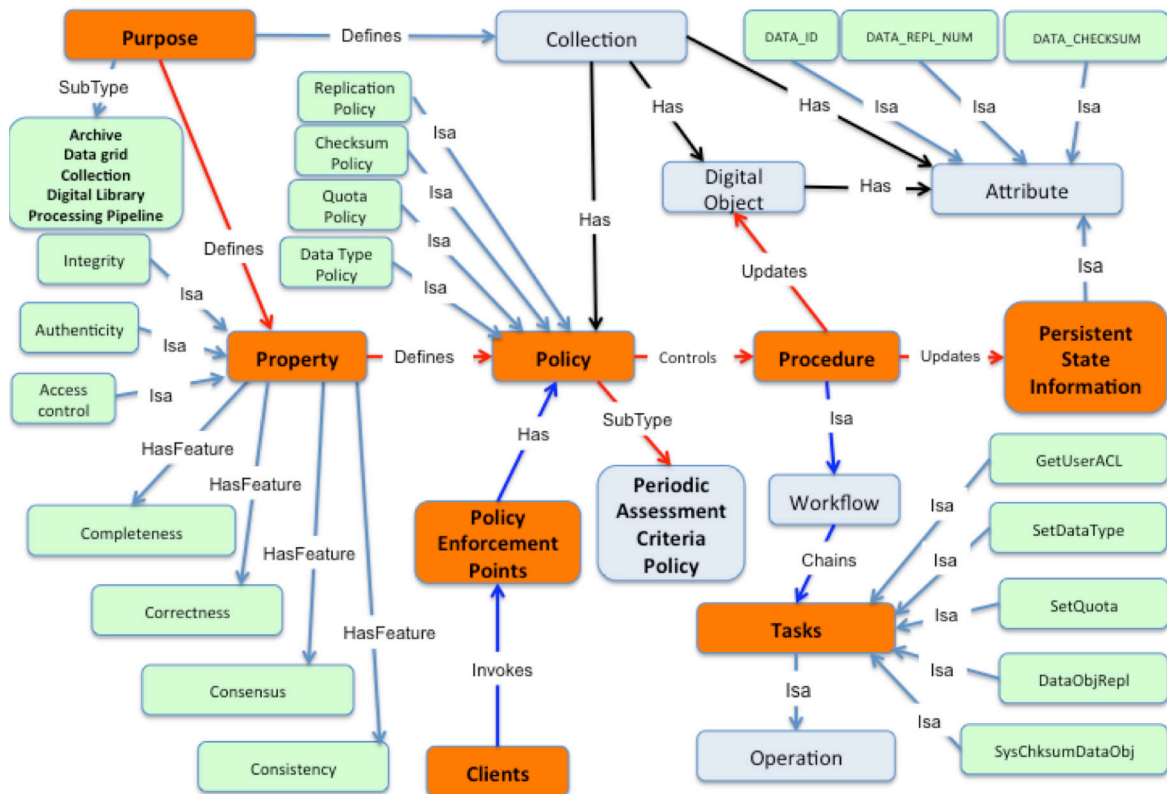 Purpose
Defines
Collection
DATA_ID
DATA_REPL_NUM
DATA_CHECKSUM
SubType
Replication
Policy
Isa
Has
Has
Isa
Isa
Isa
Archive
Data grid
Collection
Digital Library
Processing Pipeline
Checksum
Policy
Isa
Quota
Policy
Isa
Has
Digital
Object
Has
Attribute
Defines
Integrity
Isa
Data Type
Policy
Isa
Updates
Isa
Authenticity
Isa
Property
Defines
Policy
Controls
Procedure
Updates
Persistent
State
Information
Access
control
Isa
HasFeature
Has
SubType
Isa
HasFeature
Completeness
Policy
Enforcement
Points
Periodic
Assessment
Criteria
Policy
Workflow
Isa
GetUserACL
HasFeature
Chains
Isa
SetDataType
Correctness
HasFeature
Tasks
Isa
SetQuota
Consensus
Invokes
Isa
Isa
DataObjRepl
Isa
Consistency
Clients
Operation
SysChksumDataObj